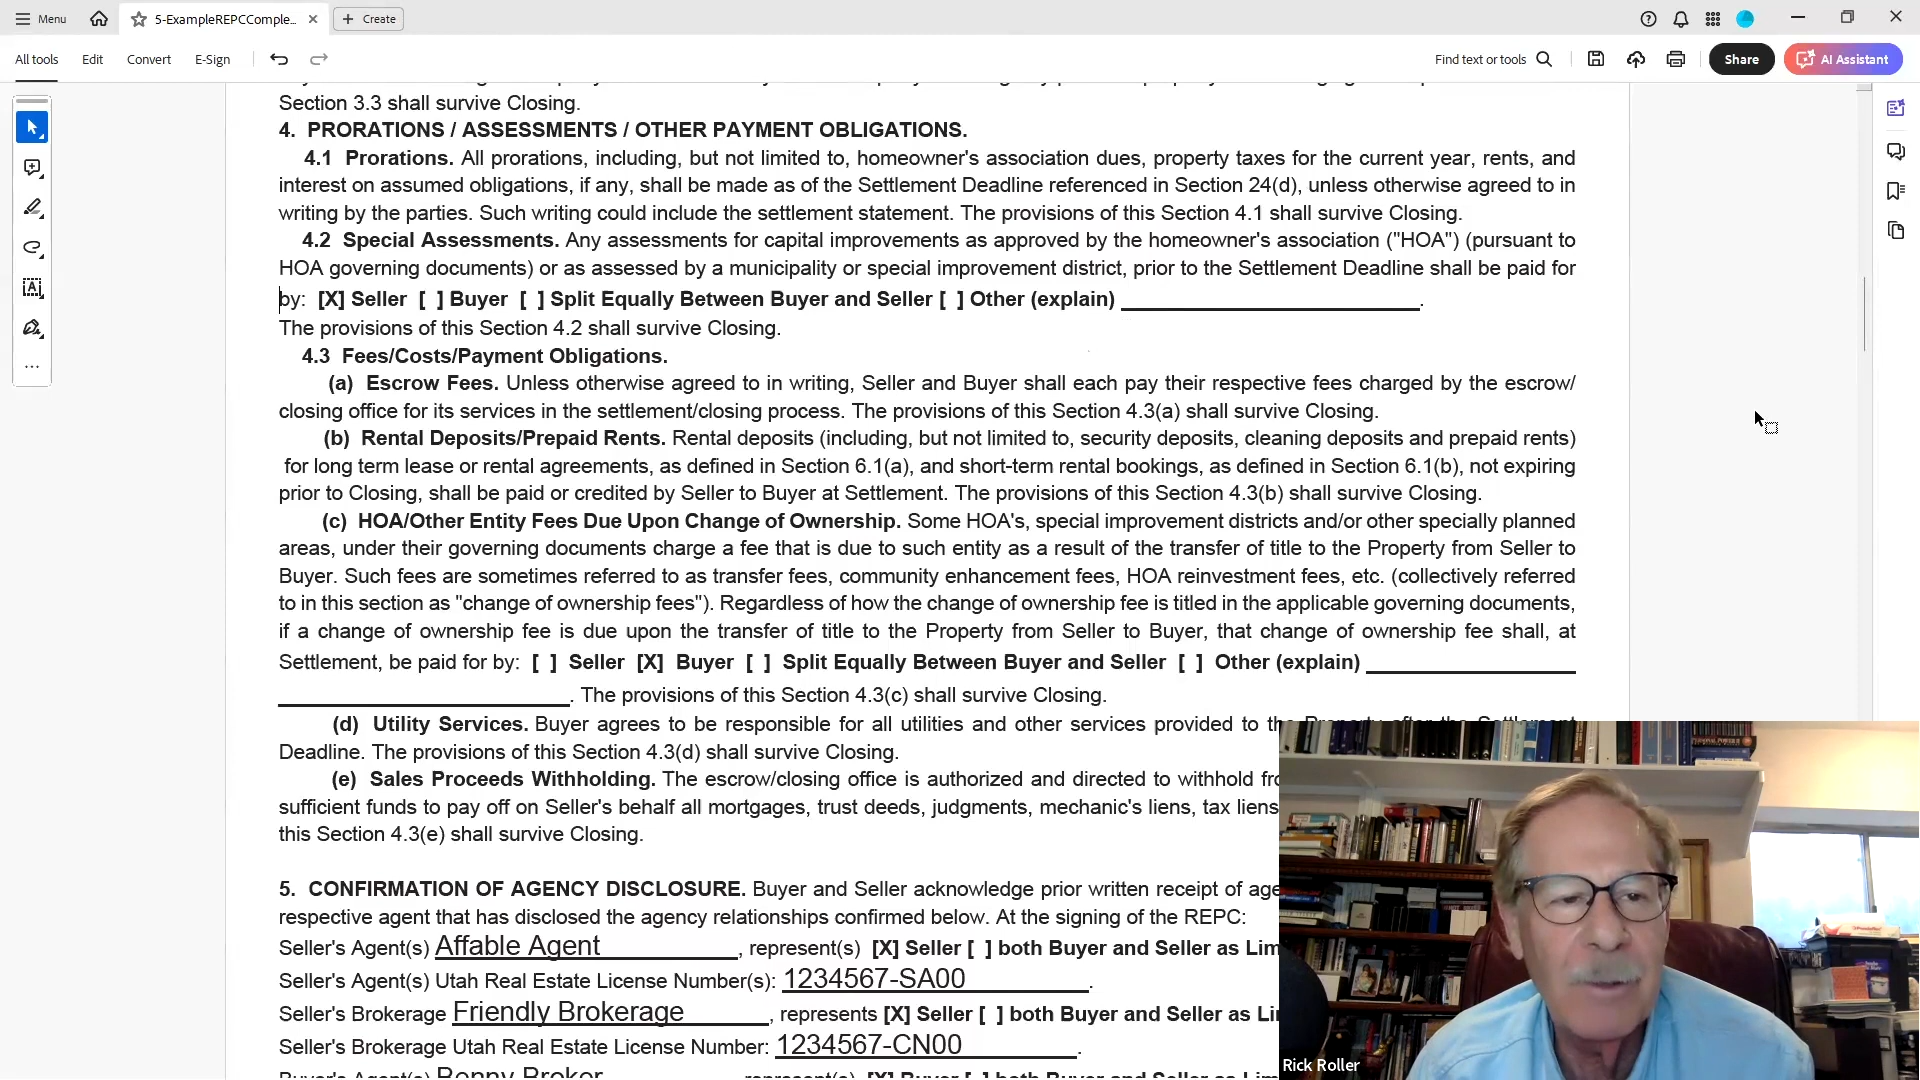 Menu
5-ExampleREPCComple...
Create
All tools Edit Convert E-Sign
Find text or tools
Share
AI Assistant
Section 3.3 shall survive Closing.
4. PRORATIONS / ASSESSMENTS / OTHER PAYMENT OBLIGATIONS.
4.1 Prorations. All prorations, including, but not limited to, homeowner's association dues, property taxes for the current year, rents, and
interest on assumed obligations, if any, shall be made as of the Settlement Deadline referenced in Section 24(d), unless otherwise agreed to in
writing by the parties. Such writing could include the settlement statement. The provisions of this Section 4.1 shall survive Closing.
4.2 Special Assessments. Any assessments for capital improvements as approved by the homeowner's association ("HOA") (pursuant to
HOA governing documents) or as assessed by a municipality or special improvement district, prior to the Settlement Deadline shall be paid for
by: [X] Seller [ ] Buyer [ ] Split Equally Between Buyer and Seller [ ] Other (explain) ____________________.
The provisions of this Section 4.2 shall survive Closing.
4.3 Fees/Costs/Payment Obligations.
(a) Escrow Fees. Unless otherwise agreed to in writing, Seller and Buyer shall each pay their respective fees charged by the escrow/
closing office for its services in the settlement/closing process. The provisions of this Section 4.3(a) shall survive Closing.
(b) Rental Deposits/Prepaid Rents. Rental deposits (including, but not limited to, security deposits, cleaning deposits and prepaid rents)
for long term lease or rental agreements, as defined in Section 6.1(a), and short-term rental bookings, as defined in Section 6.1(b), not expiring
prior to Closing, shall be paid or credited by Seller to Buyer at Settlement. The provisions of this Section 4.3(b) shall survive Closing.
(c) HOA/Other Entity Fees Due Upon Change of Ownership. Some HOA's, special improvement districts and/or other specially planned
areas, under their governing documents charge a fee that is due to such entity as a result of the transfer of title to the Property from Seller to
Buyer. Such fees are sometimes referred to as transfer fees, community enhancement fees, HOA reinvestment fees, etc. (collectively referred
to in this section as "change of ownership fees"). Regardless of how the change of ownership fee is titled in the applicable governing documents,
if a change of ownership fee is due upon the transfer of title to the Property from Seller to Buyer, that change of ownership fee shall, at
Settlement, be paid for by: [ ] Seller [X] Buyer [ ] Split Equally Between Buyer and Seller [ ] Other (explain) ______________
____________________. The provisions of this Section 4.3(c) shall survive Closing.
(d) Utility Services. Buyer agrees to be responsible for all utilities and other services provided to the Property after the Settlement
Deadline. The provisions of this Section 4.3(d) shall survive Closing.
(e) Sales Proceeds Withholding. The escrow/closing office is authorized and directed to withhold
sufficient funds to pay off on Seller's behalf all mortgages, trust deeds, judgments, mechanic's liens, tax liens
this Section 4.3(e) shall survive Closing.
5. CONFIRMATION OF AGENCY DISCLOSURE. Buyer and Seller acknowledge prior written receipt of
respective agent that has disclosed the agency relationships confirmed below. At the signing of the REPC:
Seller's Agent(s) Affable Agent, represent(s) [X] Seller [ ] both Buyer and Seller as
Seller's Agent(s) Utah Real Estate License Number(s): 1234567-SA00.
Seller's Brokerage Friendly Brokerage, represents [X] Seller [ ] both Buyer and Seller as
Seller's Brokerage Utah Real Estate License Number: 1234567-CN00.
Rick Roller